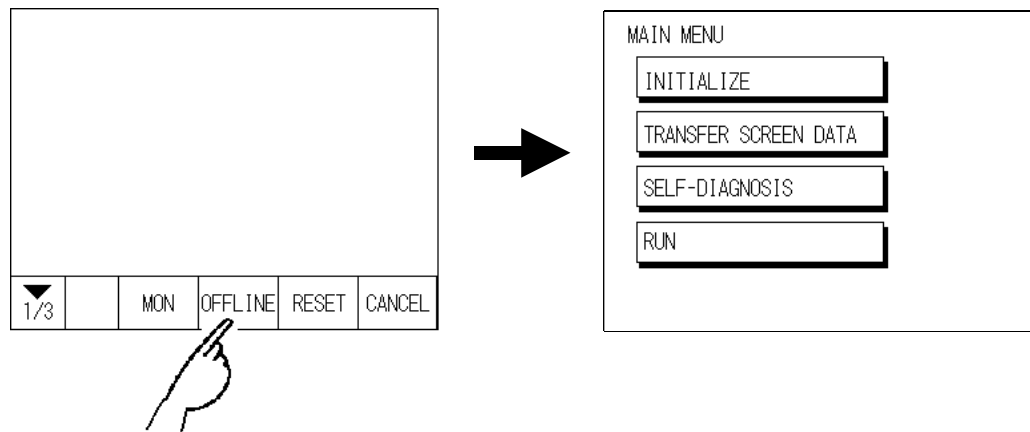 1/3 MON OFFLINE RESET CANCEL
MAIN MENU
INITIALIZE
TRANSFER SCREEN DATA
SELF-DIAGNOSIS
RUN